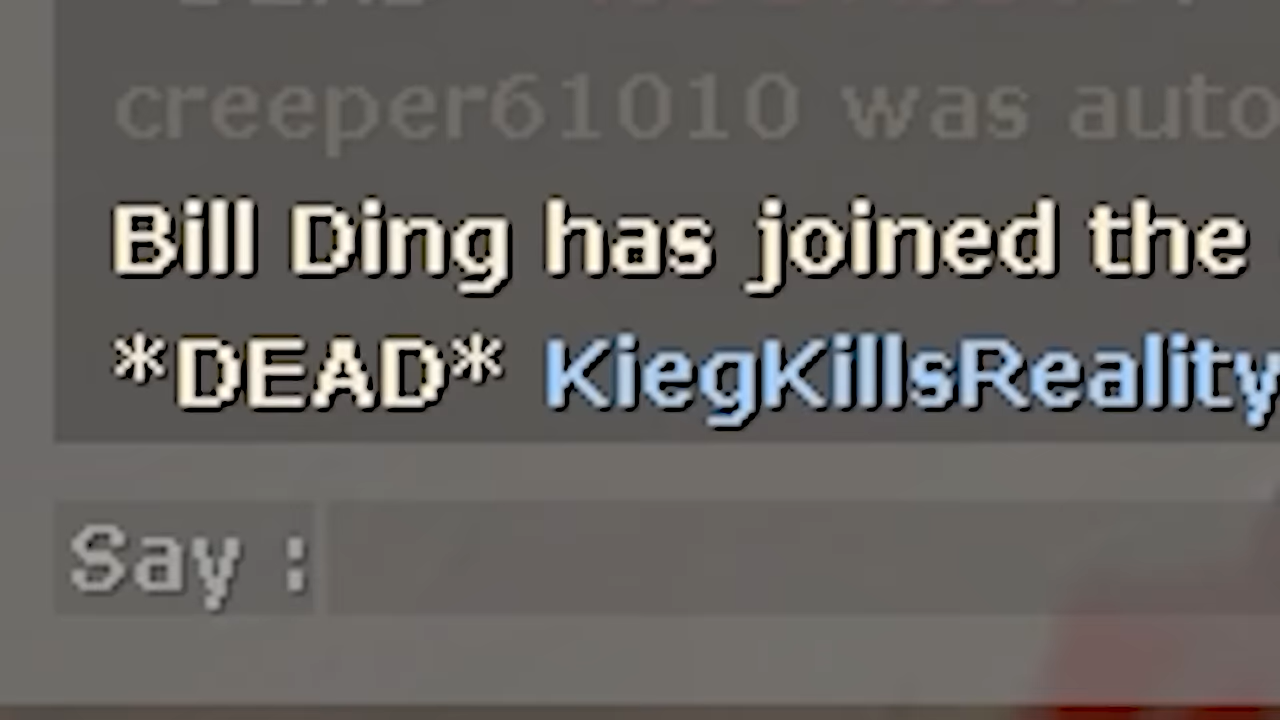 creeper61010 was auto
Bill Ding has joined the
*DEAD* KiegKillsReality
Say :